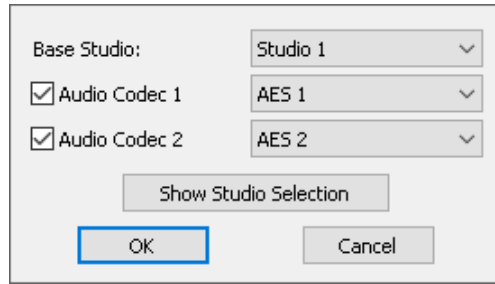 Base Studio: Studio 1
Audio Codec 1 AES 1
Audio Codec 2 AES 2
Show Studio Selection
OK Cancel